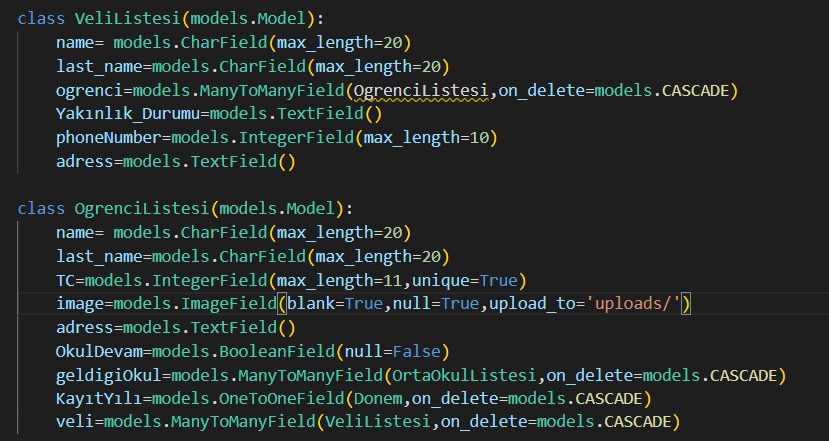 class VeliListesi(models.Model):
    name= models.CharField(max_length=20)
    last_name=models.CharField(max_length=20)
    ogrenci=models.ManyToManyField(OgrenciListesi,on_delete=models.CASCADE)
    Yakınlık_Durumu=models.TextField()
    phoneNumber=models.IntegerField(max_length=10)
    adress=models.TextField()

class OgrenciListesi(models.Model):
    name= models.CharField(max_length=20)
    last_name=models.CharField(max_length=20)
    TC=models.IntegerField(max_length=11,unique=True)
    image=models.ImageField(blank=True,null=True,upload_to='uploads/')
    adress=models.TextField()
    OkulDevam=models.BooleanField(null=False)
    geldigiOkul=models.ManyToManyField(OrtaOkulListesi,on_delete=models.CASCADE)
    KayıtYılı=models.OneToOneField(Donem,on_delete=models.CASCADE)
    veli=models.ManyToManyField(VeliListesi,on_delete=models.CASCADE)